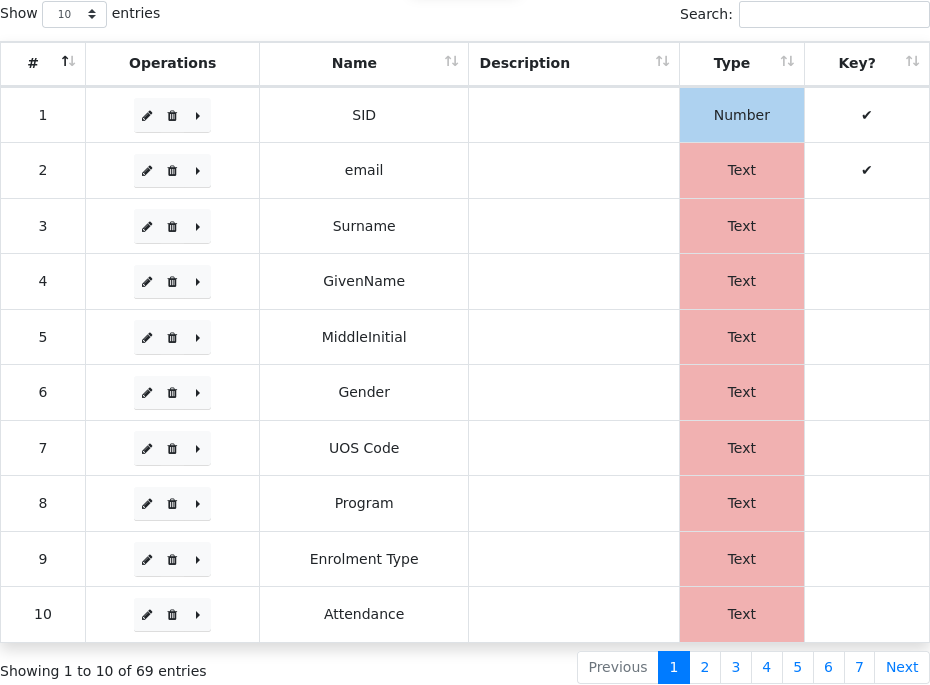 Show 10 entries Search:
# Operations Name Description Type Key?
1 SID Number ✔
2 email Text ✔
3 Surname Text
4 GivenName Text
5 MiddleInitial Text
6 Gender Text
7 UOS Code Text
8 Program Text
9 Enrolment Type Text
10 Attendance Text
Showing 1 to 10 of 69 entries Previous 1 2 3 4 5 6 7 Next